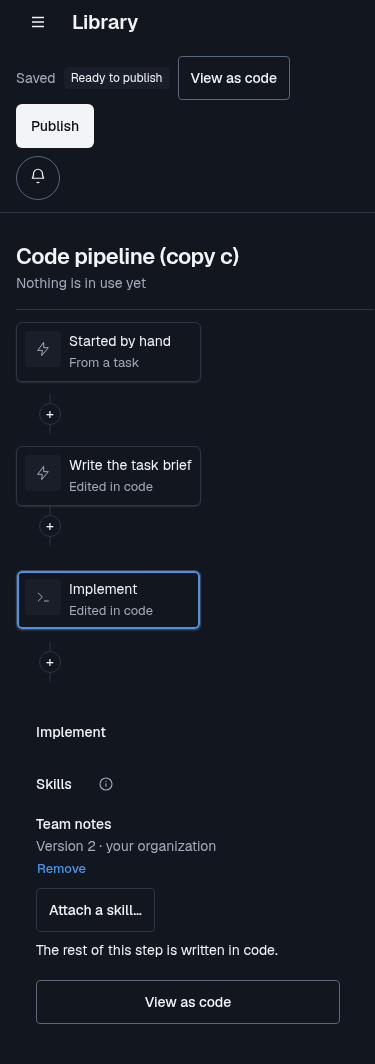 Library
Saved
Ready to publish
View as code
Publish
Code pipeline (copy c)
Nothing is in use yet
Started by hand
From a task
+
Write the task brief
Edited in code
+
Implement
Edited in code
+
Implement
Skills
Team notes
Version 2 · your organization
Remove
Attach a skill...
The rest of this step is written in code.
View as code